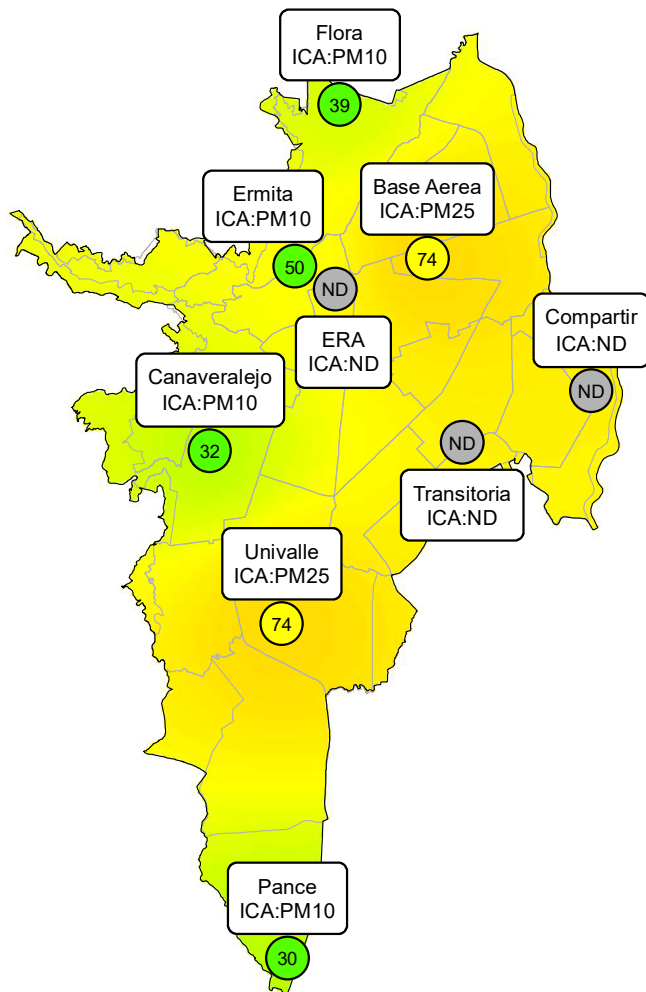 Flora
ICA:PM10
39
Ermita
ICA:PM10
50
Base Aerea
ICA:PM25
74
ND
ERA
ICA:ND
Compartir
ICA:ND
ND
Canaveralejo
ICA:PM10
32
ND
Transitoria
ICA:ND
Univalle
ICA:PM25
74
Pance
ICA:PM10
30